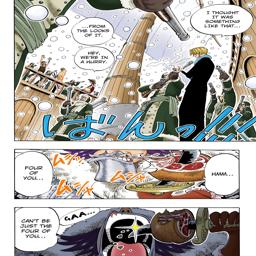 I THOUGHT
IT WAS
SOMETHING
LIKE THAT...
...FROM
THE LOOKS
OF IT.
HEY,
WE'RE IN
A HURRY.
ばんっ!!!
FOUR OF
YOU...
HMM...
CAN'T BE
JUST THE
FOUR OF
YOU...
GAA...